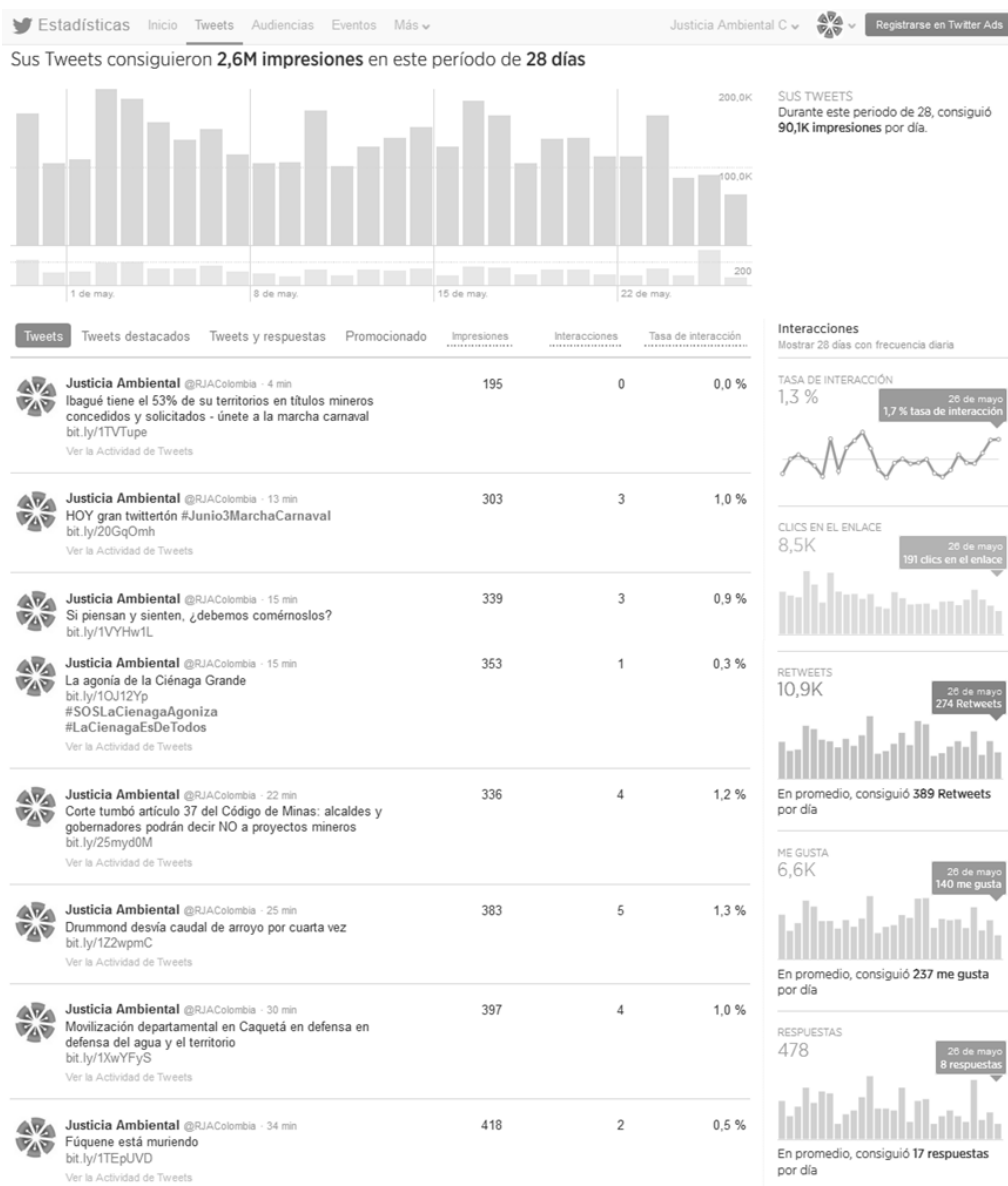 Estadísticas Inicio Tweets Audiencias Eventos Más Justicia Ambiental C Registrarse en Twitter Ads
Sus Tweets consiguieron 2,6M impresiones en este período de 28 días
200,0K
100,0K
200
1 de may. 8 de may. 15 de may. 22 de may.
SUS TWEETS
Durante este periodo de 28, consiguió
90,1K impresiones por día.
Tweets Tweets destacados Tweets y respuestas Promocionado Impresiones Interacciones Tasa de interacción
Justicia Ambiental @RJAColombia · 4 min 195 0 0,0 %
Ibagué tiene el 53% de su territorios en títulos mineros
concedidos y solicitados - únete a la marcha carnaval
bit.ly/1TVTupe
Ver la Actividad de Tweets
Justicia Ambiental @RJAColombia · 13 min 303 3 1,0 %
HOY gran twittertón #Junio3MarchaCarnaval
bit.ly/20GqOmh
Ver la Actividad de Tweets
Justicia Ambiental @RJAColombia · 15 min 339 3 0,9 %
Si piensan y sienten, ¿debemos comérnoslos?
bit.ly/1VYHw1L
Justicia Ambiental @RJAColombia · 15 min 353 1 0,3 %
La agonía de la Ciénaga Grande
bit.ly/1OJ12Yp
#SOSLaCienagaAgoniza
#LaCienagaEsDeTodos
Ver la Actividad de Tweets
Justicia Ambiental @RJAColombia · 22 min 336 4 1,2 %
Corte tumbó artículo 37 del Código de Minas: alcaldes y
gobernadores podrán decir NO a proyectos mineros
bit.ly/25myd0M
Ver la Actividad de Tweets
Justicia Ambiental @RJAColombia · 25 min 383 5 1,3 %
Drummond desvía caudal de arroyo por cuarta vez
bit.ly/1Z2wpmC
Ver la Actividad de Tweets
Justicia Ambiental @RJAColombia · 30 min 397 4 1,0 %
Movilización departamental en Caquetá en defensa en
defensa del agua y el territorio
bit.ly/1XwYFyS
Ver la Actividad de Tweets
Justicia Ambiental @RJAColombia · 34 min 418 2 0,5 %
Fúquene está muriendo
bit.ly/1TEpUVD
Ver la Actividad de Tweets
Interacciones
Mostrar 28 días con frecuencia diaria
TASA DE INTERACCIÓN
1,3 %
26 de mayo
1,7 % tasa de interacción
CLICS EN EL ENLACE
8,5K
26 de mayo
191 clics en el enlace
RETWEETS
10,9K
26 de mayo
274 Retweets
En promedio, consiguió 389 Retweets
por día
ME GUSTA
6,6K
26 de mayo
140 me gusta
En promedio, consiguió 237 me gusta
por día
RESPUESTAS
478
26 de mayo
8 respuestas
En promedio, consiguió 17 respuestas
por día